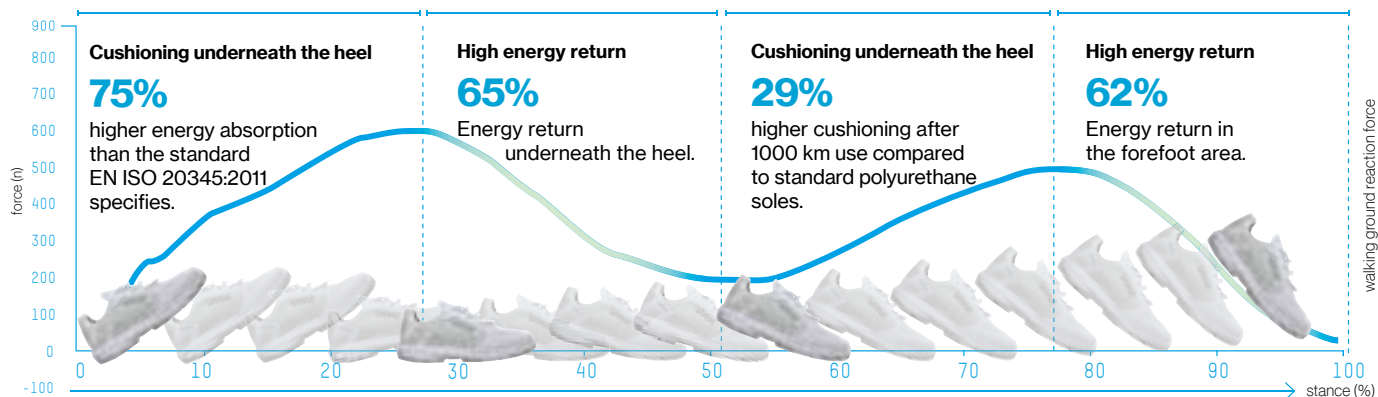 Cushioning underneath the heel
75%
higher energy absorption
than the standard
EN ISO 20345:2011
specifies.
High energy return
65%
Energy return
underneath the heel.
Cushioning underneath the heel
29%
higher cushioning after
1000 km use compared
to standard polyurethane
soles.
High energy return
62%
Energy return in
the forefoot area.
900
800
700
600
500
400
300
200
100
0
-100
force (n)
0 10 20 30 40 50 60 70 80 90 100
stance (%)
walking ground reaction force